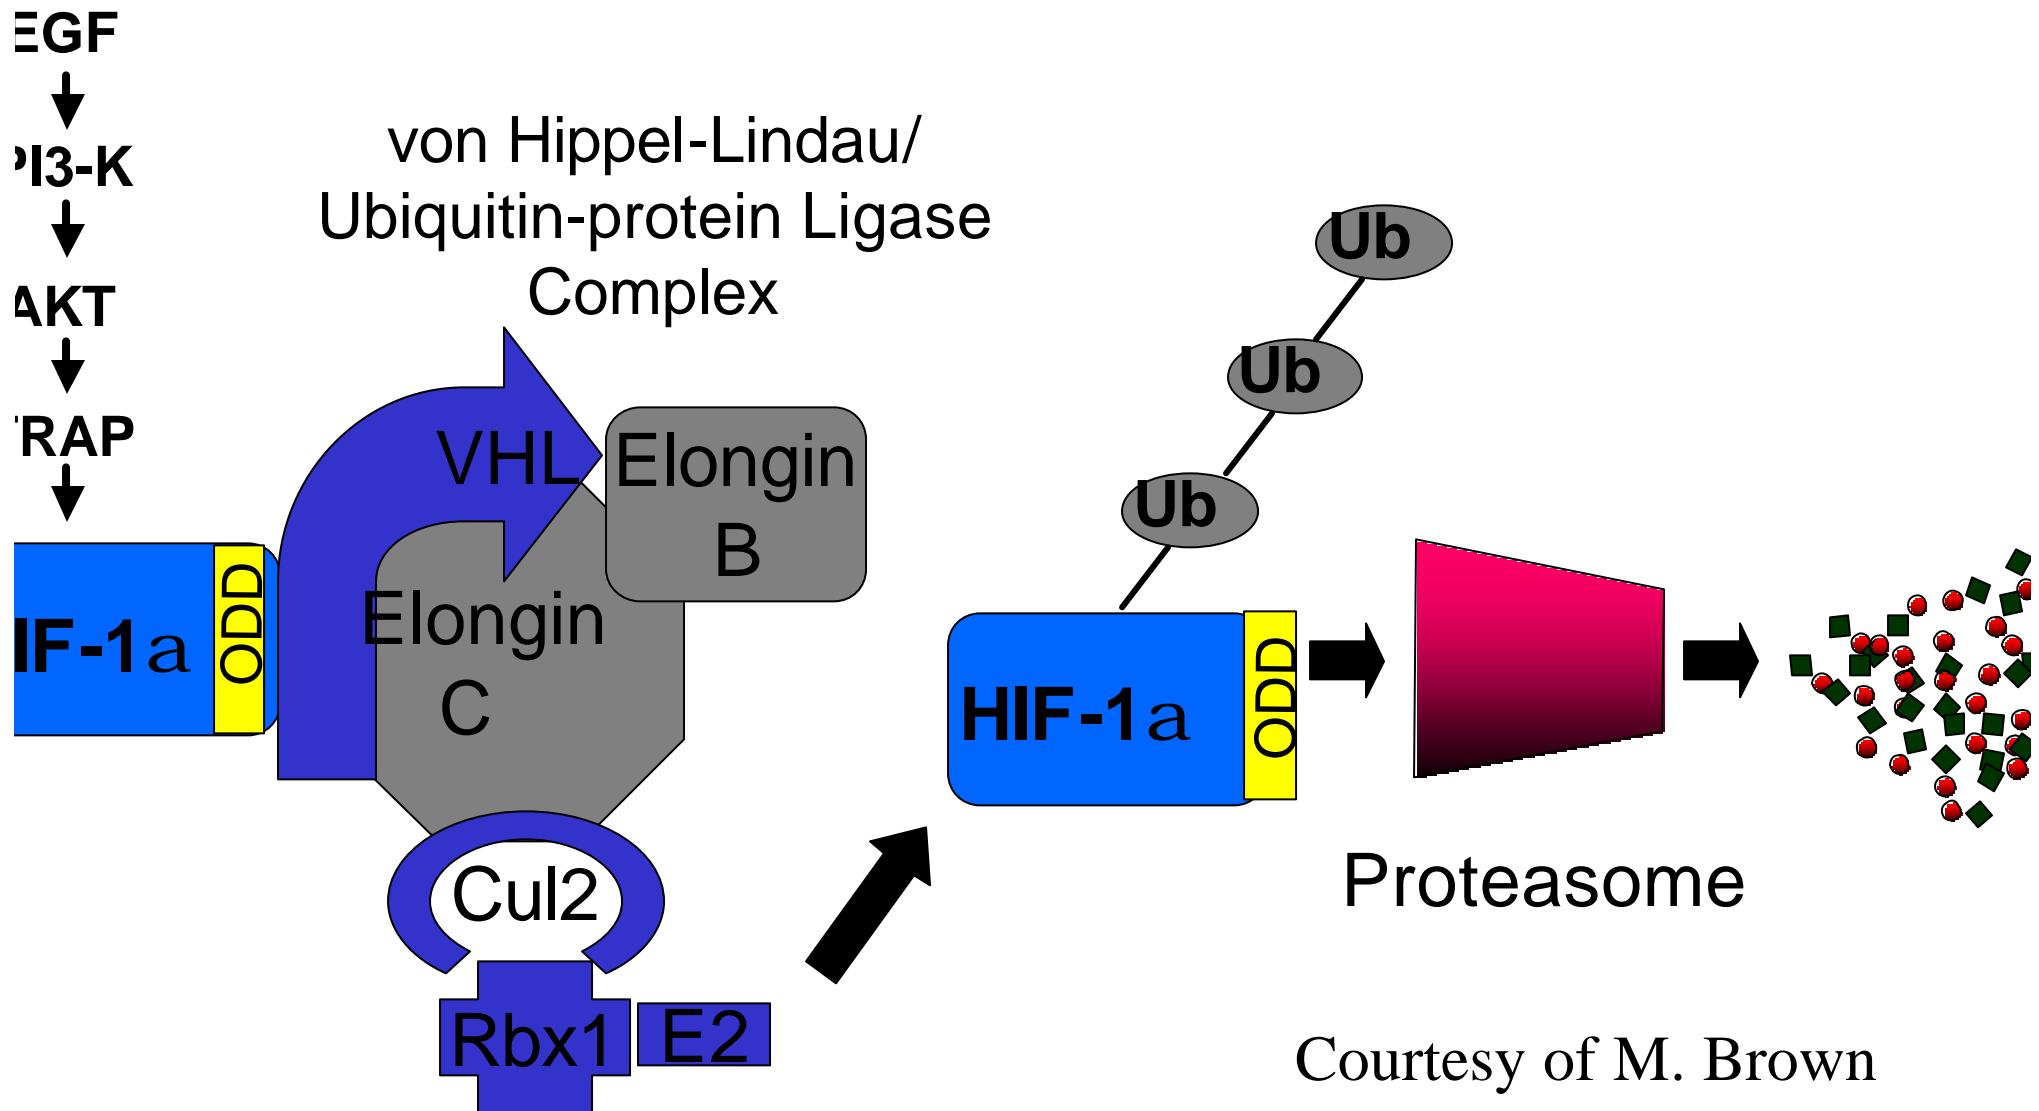 EGF
PI3-K
AKT
TRAP
von Hippel-Lindau/
Ubiquitin-protein Ligase
Complex
VHL
Elongin
B
Elongin
C
IF-1a
ODD
Cul2
Rbx1
E2
Ub
Ub
Ub
HIF-1a
ODD
Proteasome
Courtesy of M. Brown